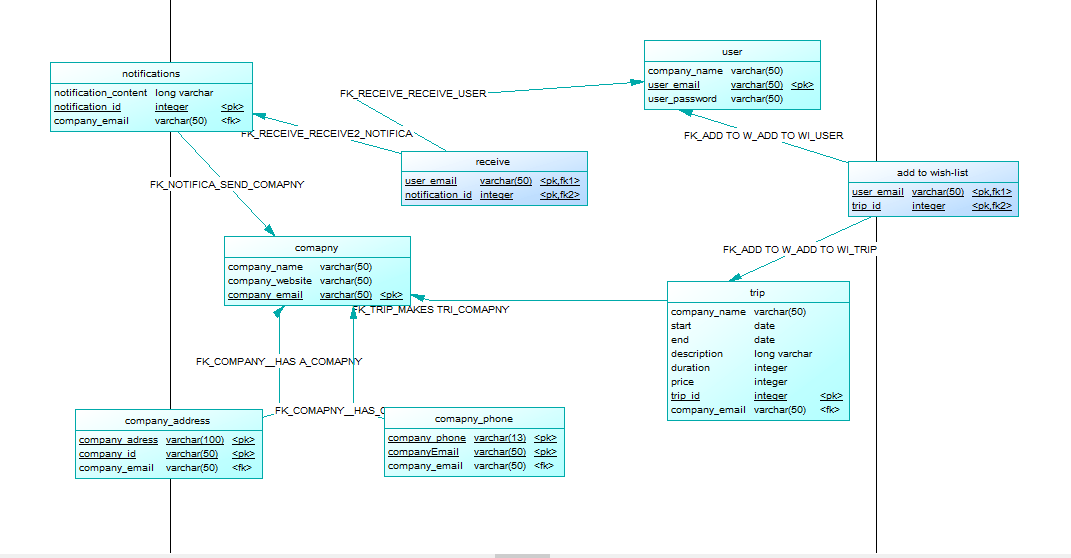 user
company_name varchar(50)
user_email varchar(50) <pk>
user_password varchar(50)
notifications
notification_content long varchar
notification_id integer <pk>
company_email varchar(50) <fk>
FK_RECEIVE_RECEIVE_USER
FK_RECEIVE_RECEIVE2_NOTIFICA
FK_ADD TO W_ADD TO WI_USER
receive
user_email varchar(50) <pk,fk1>
notification_id integer <pk,fk2>
add to wish-list
user_email varchar(50) <pk,fk1>
trip_id integer <pk,fk2>
FK_NOTIFICA_SEND_COMAPNY
FK_ADD TO W_ADD TO WI_TRIP
comapny
company_name varchar(50)
company_website varchar(50)
company_email varchar(50) <pk>
FK_TRIP_MAKES TRI_COMAPNY
trip
company_name varchar(50)
start date
end date
description long varchar
duration integer
price integer
trip_id integer <pk>
company_email varchar(50) <fk>
FK_COMPANY__HAS A_COMAPNY
FK_COMAPNY__HAS_
company_address
company_adress varchar(100) <pk>
company_id varchar(50) <pk>
company_email varchar(50) <fk>
comapny_phone
company_phone varchar(13) <pk>
companyEmail varchar(50) <pk>
company_email varchar(50) <fk>